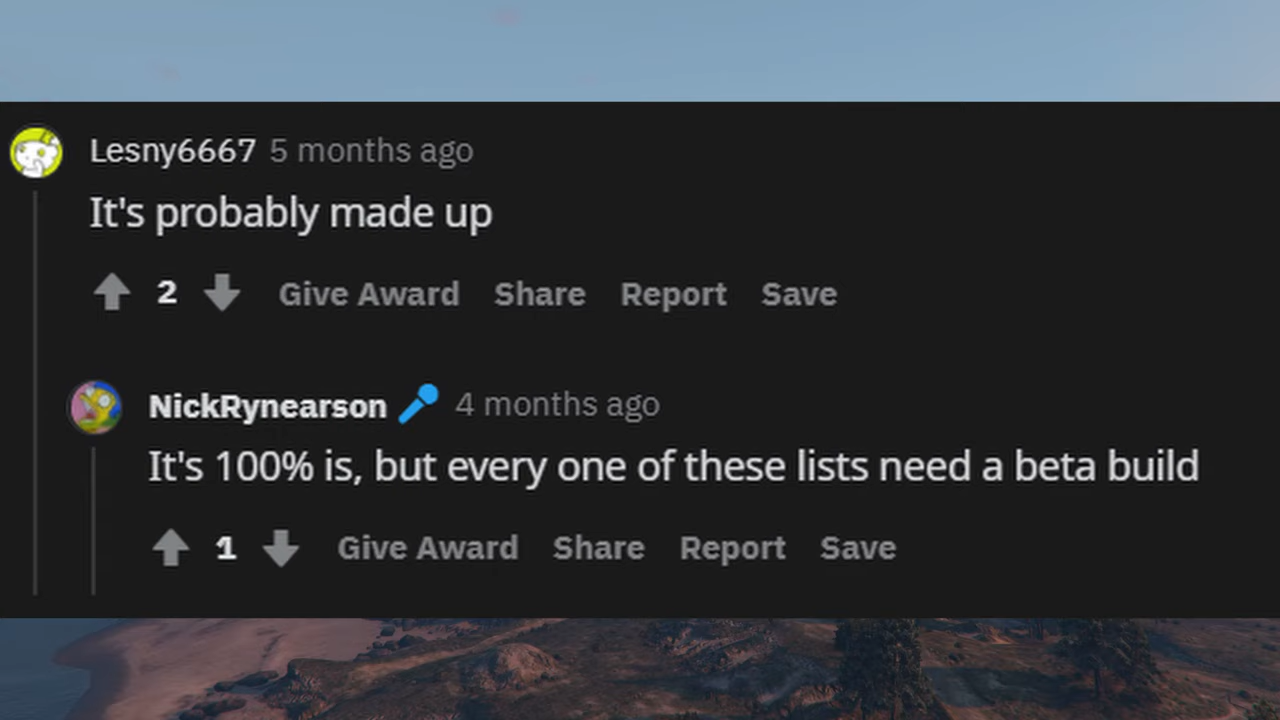 Lesny6667 5 months ago
It's probably made up
2 Give Award Share Report Save
NickRynearson 4 months ago
It's 100% is, but every one of these lists need a beta build
1 Give Award Share Report Save